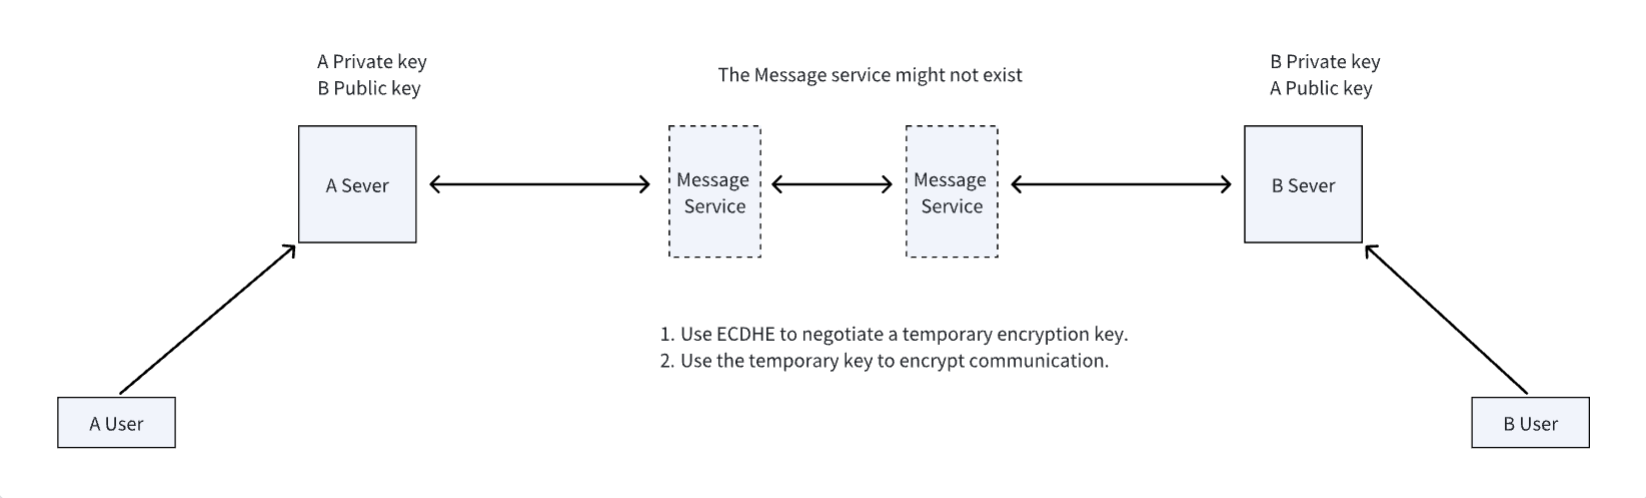 A Private key
B Public key
The Message service might not exist
B Private key
A Public key
A Sever
Message
Service
Message
Service
B Sever
1. Use ECDHE to negotiate a temporary encryption key.
2. Use the temporary key to encrypt communication.
A User
B User